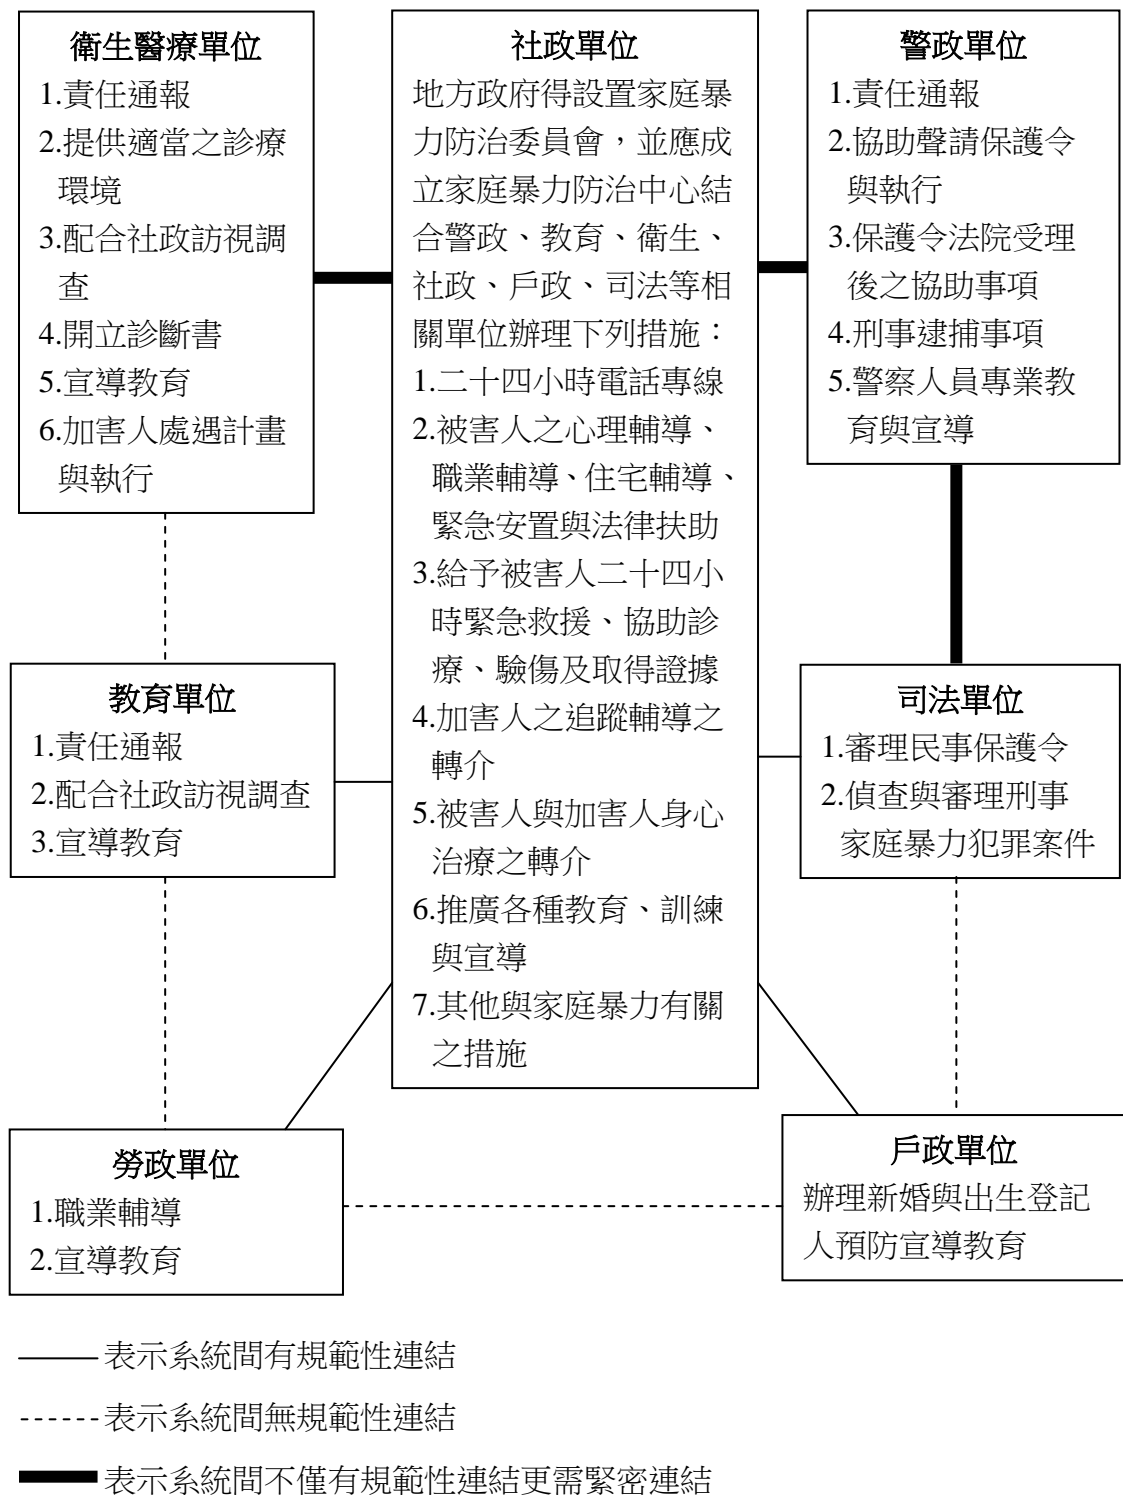 衛生醫療單位
1.責任通報
2.提供適當之診療
環境
3.配合社政訪視調
查
4.開立診斷書
5.宣導教育
6.加害人處遇計畫
與執行
社政單位
地方政府得設置家庭暴
力防治委員會，並應成
立家庭暴力防治中心結
合警政、教育、衛生、
社政、戶政、司法等相
關單位辦理下列措施：
1.二十四小時電話專線
2.被害人之心理輔導、
職業輔導、住宅輔導、
緊急安置與法律扶助
3.給予被害人二十四小
時緊急救援、協助診
療、驗傷及取得證據
4.加害人之追蹤輔導之
轉介
5.被害人與加害人身心
治療之轉介
6.推廣各種教育、訓練
與宣導
7.其他與家庭暴力有關
之措施
警政單位
1.責任通報
2.協助聲請保護令
與執行
3.保護令法院受理
後之協助事項
4.刑事逮捕事項
5.警察人員專業教
育與宣導
教育單位
1.責任通報
2.配合社政訪視調查
3.宣導教育
司法單位
1.審理民事保護令
2.偵查與審理刑事
家庭暴力犯罪案件
勞政單位
1.職業輔導
2.宣導教育
戶政單位
辦理新婚與出生登記
人預防宣導教育
表示系統間有規範性連結
表示系統間無規範性連結
表示系統間不僅有規範性連結更需緊密連結